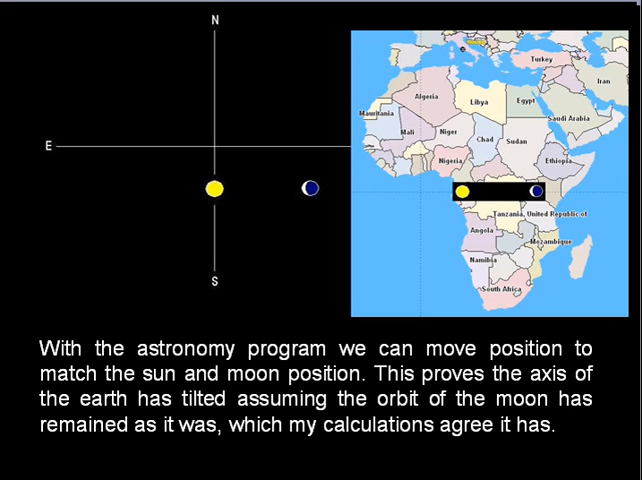 N
E
S
Turkey
Iran
Algeria
Libya
Egypt
Saudi Arabia
Mauritania
Mali
Niger
Chad
Sudan
Nigeria
Ethiopia
Tanzania, United Republic of
Angola
Mozambique
Namibia
South Africa
With the astronomy program we can move position to
match the sun and moon position. This proves the axis of
the earth has tilted assuming the orbit of the moon has
remained as it was, which my calculations agree it has.